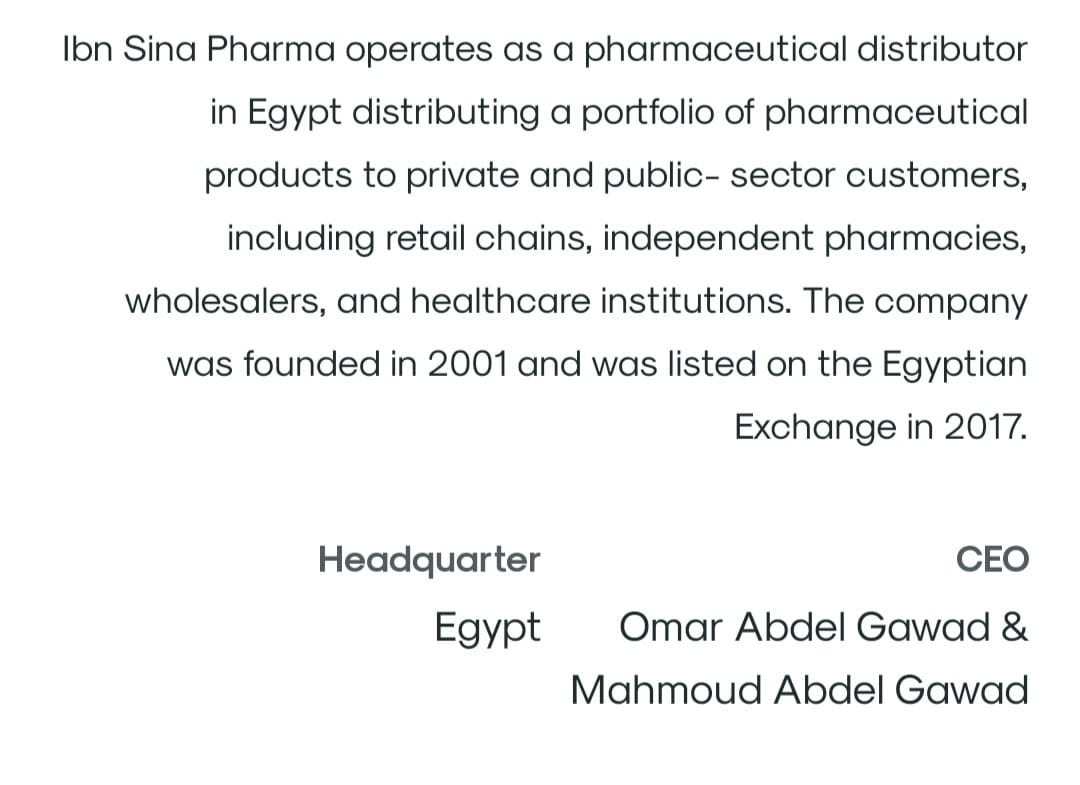 Ibn Sina Pharma operates as a pharmaceutical distributor
in Egypt distributing a portfolio of pharmaceutical
products to private and public- sector customers,
including retail chains, independent pharmacies,
wholesalers, and healthcare institutions. The company
was founded in 2001 and was listed on the Egyptian
Exchange in 2017.
Headquarter
Egypt
CEO
Omar Abdel Gawad &
Mahmoud Abdel Gawad